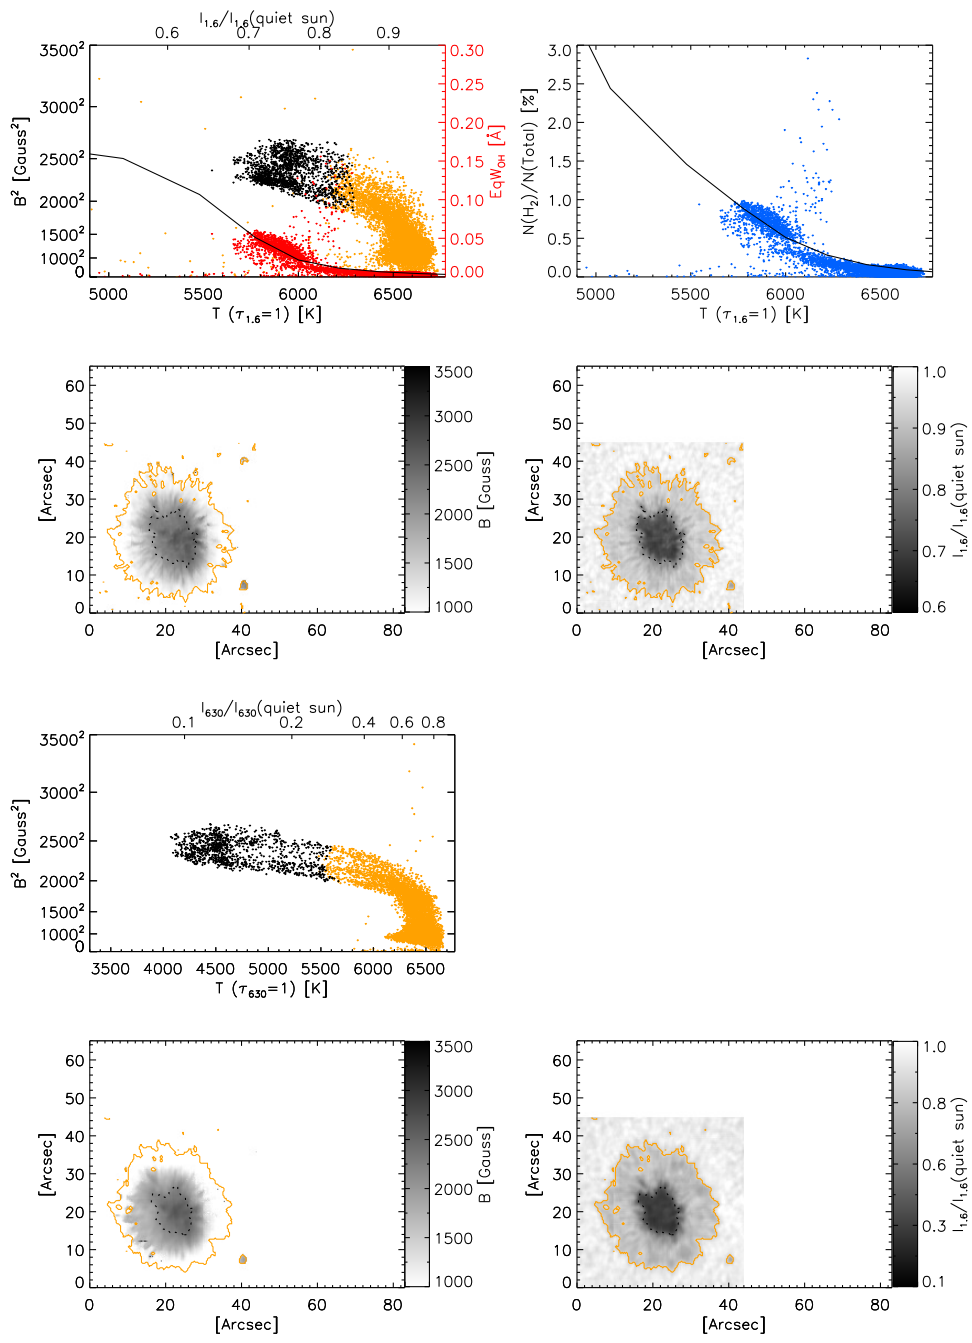 I1.6/I1.6(quiet sun)
0.6 0.7 0.8 0.9
3500² 3000² 2500² 2000² 1500² 1000² 0
B² [Gauss²]
0.30 0.25 0.20 0.15 0.10 0.05 0.00
EqWOH [Å]
5000 5500 6000 6500
T (τ1.6=1) [K]
3.0 2.5 2.0 1.5 1.0 0.5 0.0
N(H2)/N(Total) [%]
5000 5500 6000 6500
T (τ1.6=1) [K]
60 50 40 30 20 10 0
[Arcsec]
0 20 40 60 80
[Arcsec]
3500 3000 2500 2000 1500 1000
B [Gauss]
60 50 40 30 20 10 0
[Arcsec]
0 20 40 60 80
[Arcsec]
1.0 0.9 0.8 0.7 0.6
I1.6/I1.6(quiet sun)
I630/I630(quiet sun)
0.1 0.2 0.4 0.6 0.8
3500² 3000² 2500² 2000² 1500² 1000² 0
B² [Gauss²]
3500 4000 4500 5000 5500 6000 6500
T (τ630=1) [K]
60 50 40 30 20 10 0
[Arcsec]
0 20 40 60 80
[Arcsec]
3500 3000 2500 2000 1500 1000
B [Gauss]
60 50 40 30 20 10 0
[Arcsec]
0 20 40 60 80
[Arcsec]
1.0 0.8 0.6 0.3 0.1
I1.6/I1.6(quiet sun)